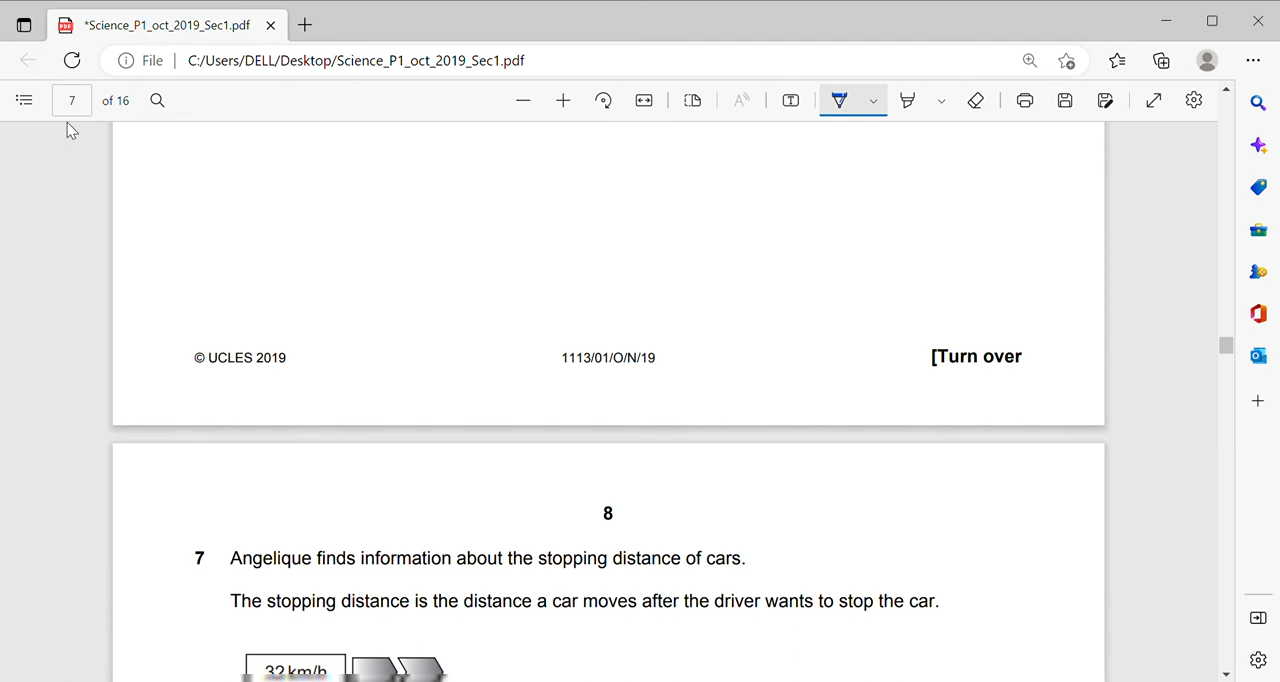 *Science_P1_oct_2019_Sec1.pdf
File | C:/Users/DELL/Desktop/Science_P1_oct_2019_Sec1.pdf
7 of 16
© UCLES 2019 1113/01/O/N/19 [Turn over
8
7 Angelique finds information about the stopping distance of cars.
The stopping distance is the distance a car moves after the driver wants to stop the car.
32 km/h